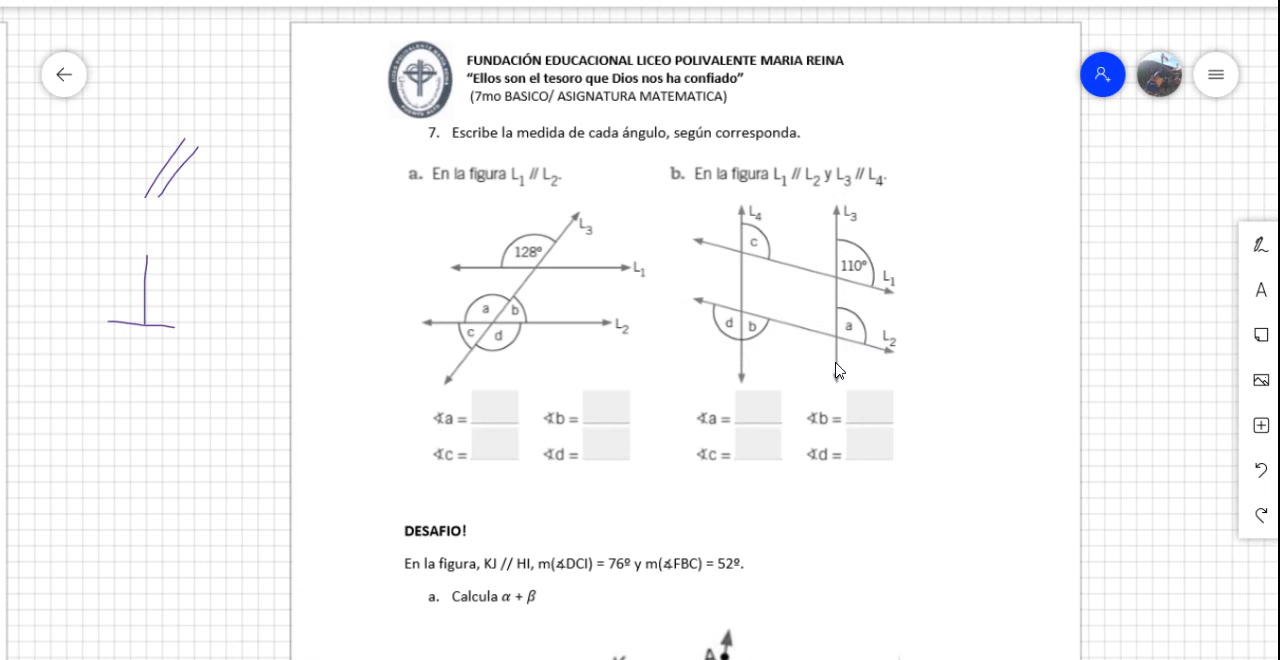 FUNDACIÓN EDUCACIONAL LICEO POLIVALENTE MARIA REINA
"Ellos son el tesoro que Dios nos ha confiado"
(7mo BASICO/ ASIGNATURA MATEMATICA)
7. Escribe la medida de cada ángulo, según corresponda.
a. En la figura L1 // L2.
b. En la figura L1 // L2 y L3 // L4.
L3
128º
L1
a b
L2
c d
L4 L3
c
110º
L1
d b a
L2
∢a = ∢b =
∢c = ∢d =
∢a = ∢b =
∢c = ∢d =
DESAFIO!
En la figura, KJ // HI, m(∡DCI) = 76º y m(∡FBC) = 52º.
a. Calcula α + β
A